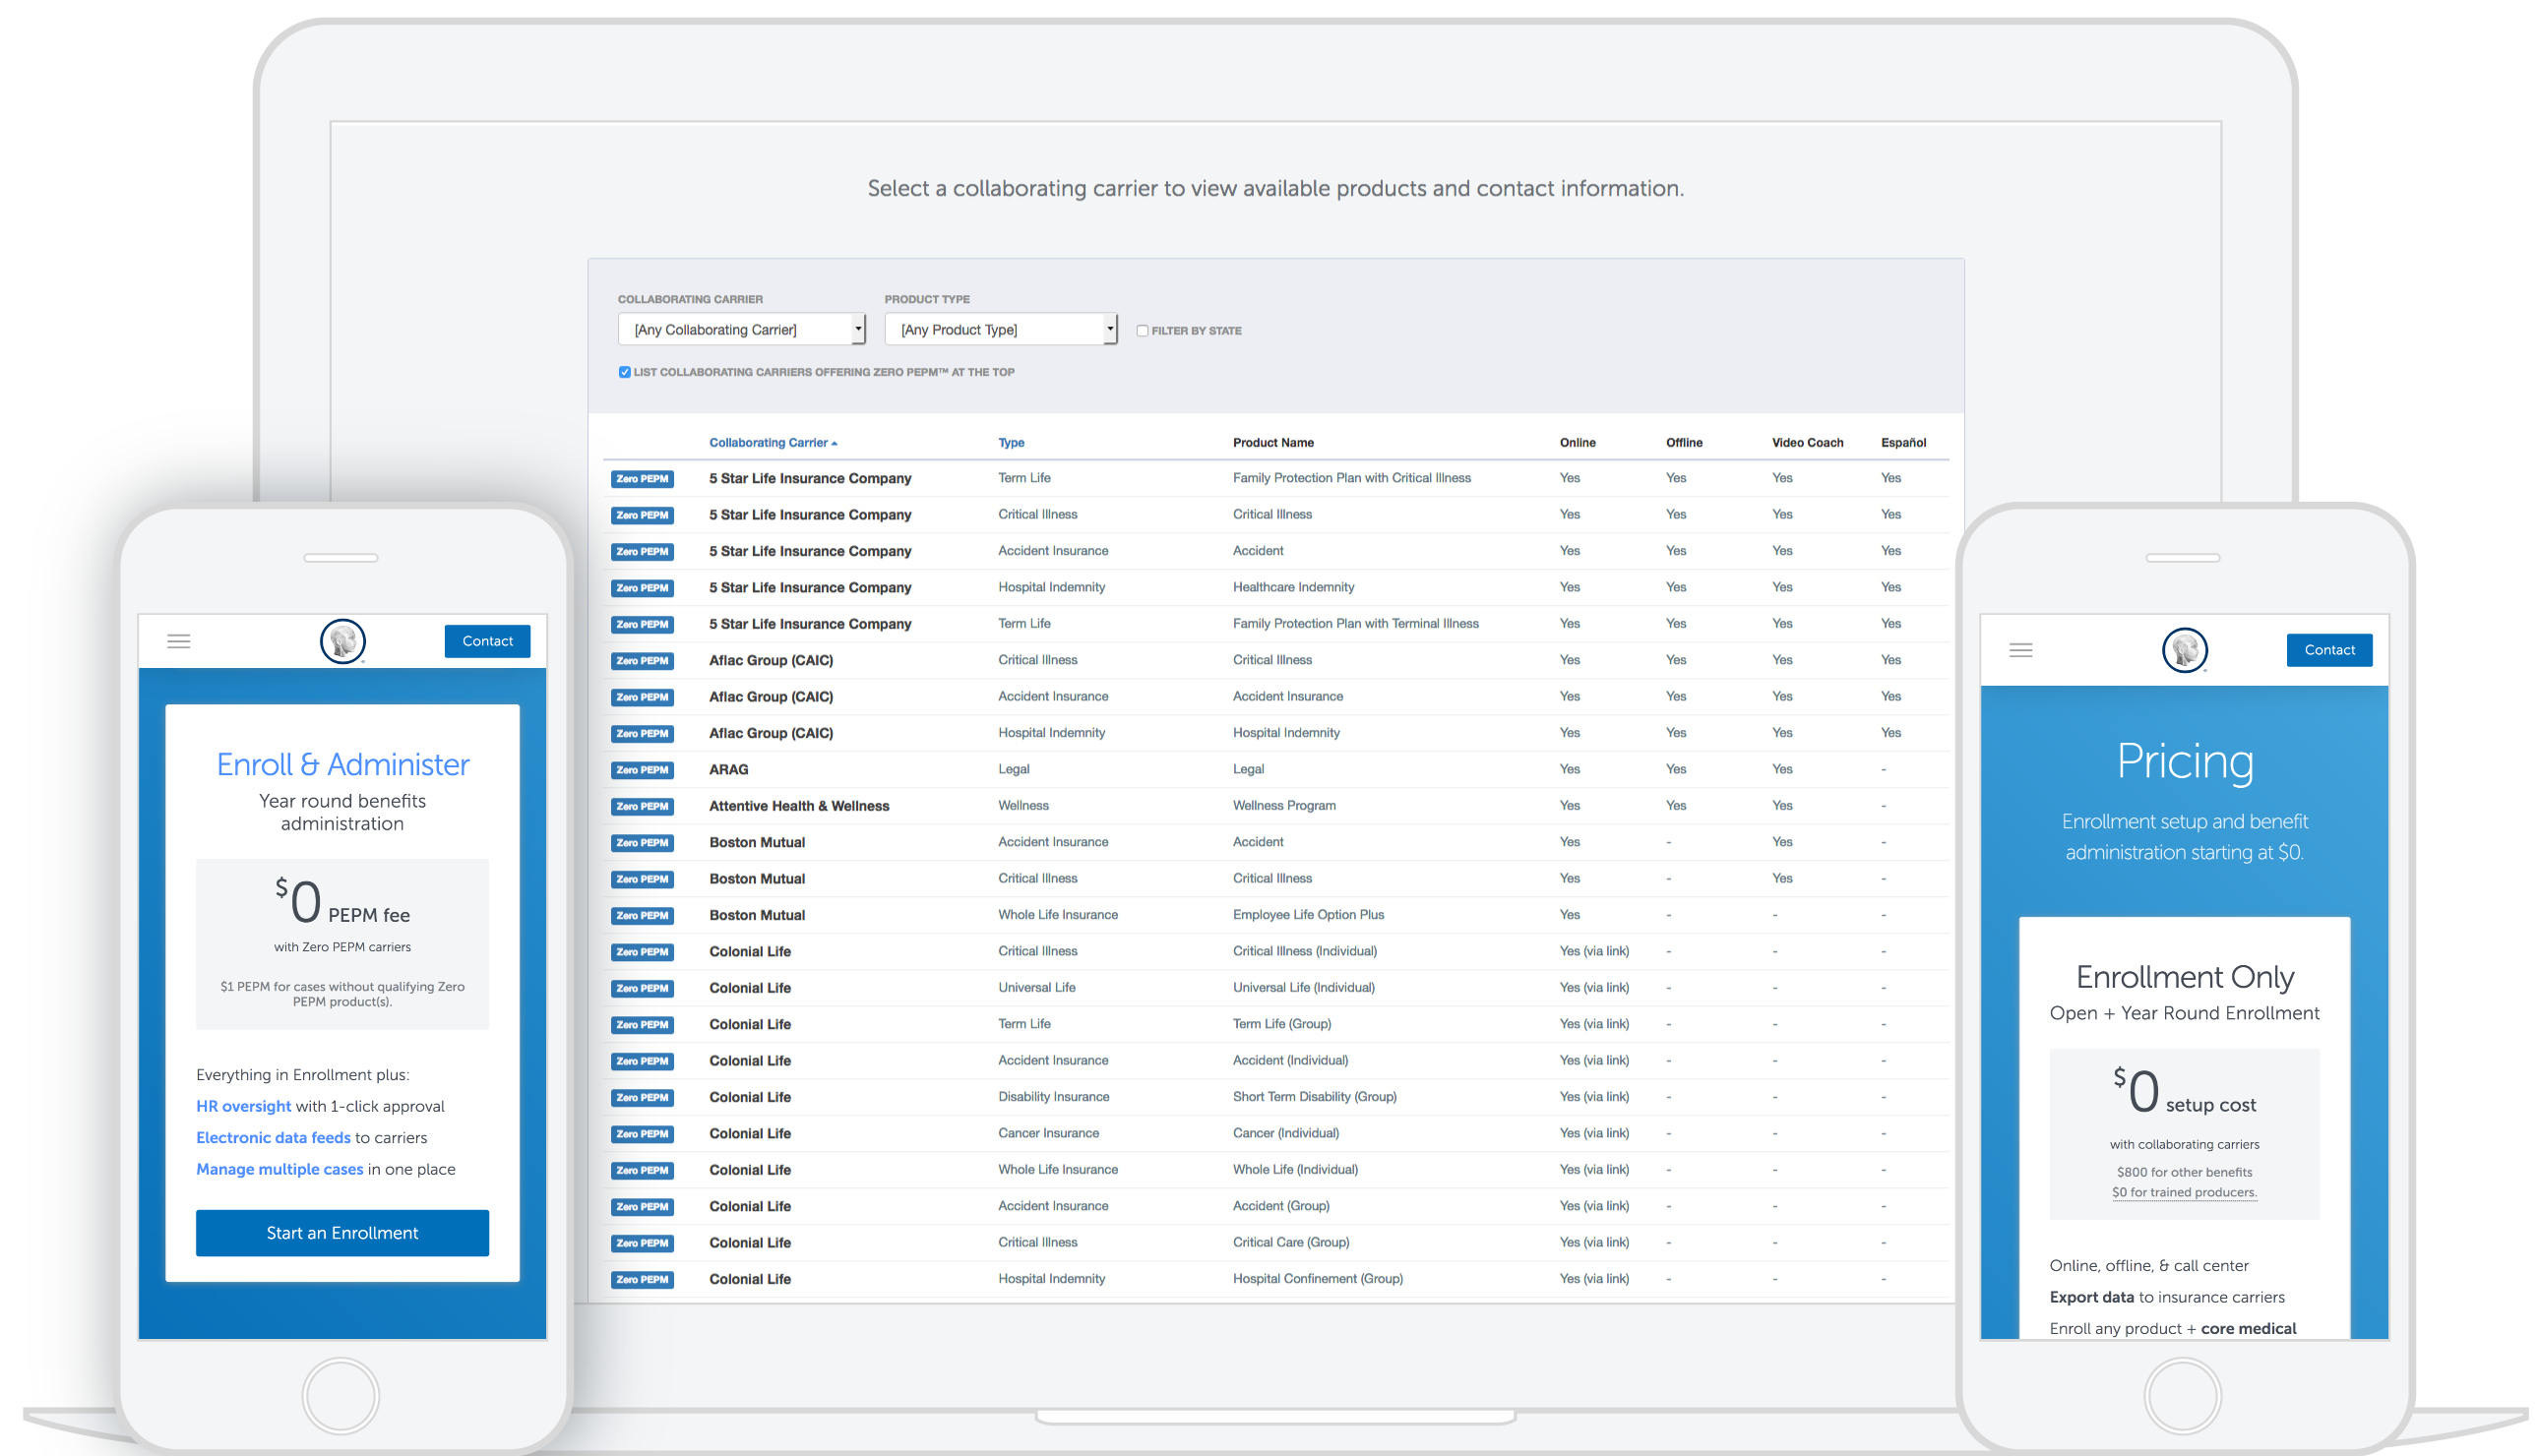 Select a collaborating carrier to view available products and contact information.
COLLABORATING CARRIER PRODUCT TYPE
[Any Collaborating Carrier] [Any Product Type] FILTER BY STATE
LIST COLLABORATING CARRIERS OFFERING ZERO PEPM™ AT THE TOP
Collaborating Carrier Type Product Name Online Offline Video Coach Español
Zero PEPM 5 Star Life Insurance Company Term Life Family Protection Plan with Critical Illness Yes Yes Yes Yes
Zero PEPM 5 Star Life Insurance Company Critical Illness Critical Illness Yes Yes Yes Yes
Zero PEPM 5 Star Life Insurance Company Accident Insurance Accident Yes Yes Yes Yes
Zero PEPM 5 Star Life Insurance Company Hospital Indemnity Healthcare Indemnity Yes Yes Yes Yes
Zero PEPM 5 Star Life Insurance Company Term Life Family Protection Plan with Terminal Illness Yes Yes Yes Yes
Zero PEPM Aflac Group (CAIC) Critical Illness Critical Illness Yes Yes Yes Yes
Zero PEPM Aflac Group (CAIC) Accident Insurance Accident Insurance Yes Yes Yes Yes
Zero PEPM Aflac Group (CAIC) Hospital Indemnity Hospital Indemnity Yes Yes Yes Yes
Zero PEPM ARAG Legal Legal Yes Yes Yes -
Zero PEPM Attentive Health & Wellness Wellness Wellness Program Yes Yes Yes -
Zero PEPM Boston Mutual Accident Insurance Accident Yes - Yes -
Zero PEPM Boston Mutual Critical Illness Critical Illness Yes - Yes -
Zero PEPM Boston Mutual Whole Life Insurance Employee Life Option Plus Yes - - -
Zero PEPM Colonial Life Critical Illness Critical Illness (Individual) Yes (via link) - - -
Zero PEPM Colonial Life Universal Life Universal Life (Individual) Yes (via link) - - -
Zero PEPM Colonial Life Term Life Term Life (Group) Yes (via link) - - -
Zero PEPM Colonial Life Accident Insurance Accident (Individual) Yes (via link) - - -
Zero PEPM Colonial Life Disability Insurance Short Term Disability (Group) Yes (via link) - - -
Zero PEPM Colonial Life Cancer Insurance Cancer (Individual) Yes (via link) - - -
Zero PEPM Colonial Life Whole Life Insurance Whole Life (Individual) Yes (via link) - - -
Zero PEPM Colonial Life Accident Insurance Accident (Group) Yes (via link) - - -
Zero PEPM Colonial Life Critical Illness Critical Care (Group) Yes (via link) - - -
Zero PEPM Colonial Life Hospital Indemnity Hospital Confinement (Group) Yes (via link) - - -
Contact
Enroll & Administer
Year round benefits
administration
$0 PEPM fee
with Zero PEPM carriers
$1 PEPM for cases without qualifying Zero
PEPM product(s).
Everything in Enrollment plus:
HR oversight with 1-click approval
Electronic data feeds to carriers
Manage multiple cases in one place
Start an Enrollment
Contact
Pricing
Enrollment setup and benefit
administration starting at $0.
Enrollment Only
Open + Year Round Enrollment
$0 setup cost
with collaborating carriers
$800 for other benefits
$0 for trained producers.
Online, offline, & call center
Export data to insurance carriers
Enroll any product + core medical